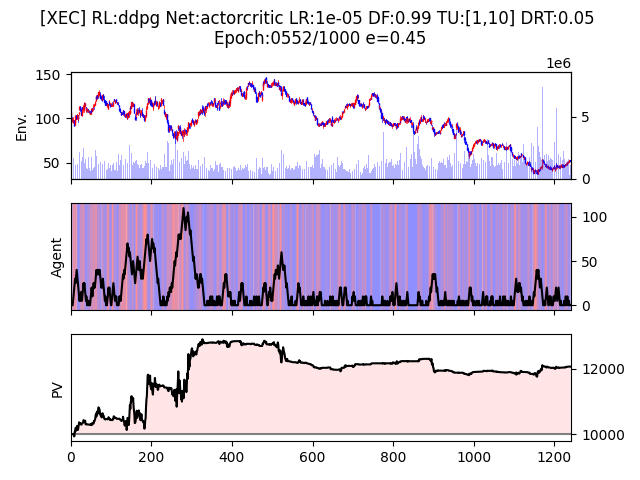 [XEC] RL:ddpg Net:actorcritic LR:1e-05 DF:0.99 TU:[1,10] DRT:0.05
Epoch:0552/1000 e=0.45
1e6
150
100
50
Env.
5
0
Agent
100
50
0
PV
12000
10000
0 200 400 600 800 1000 1200